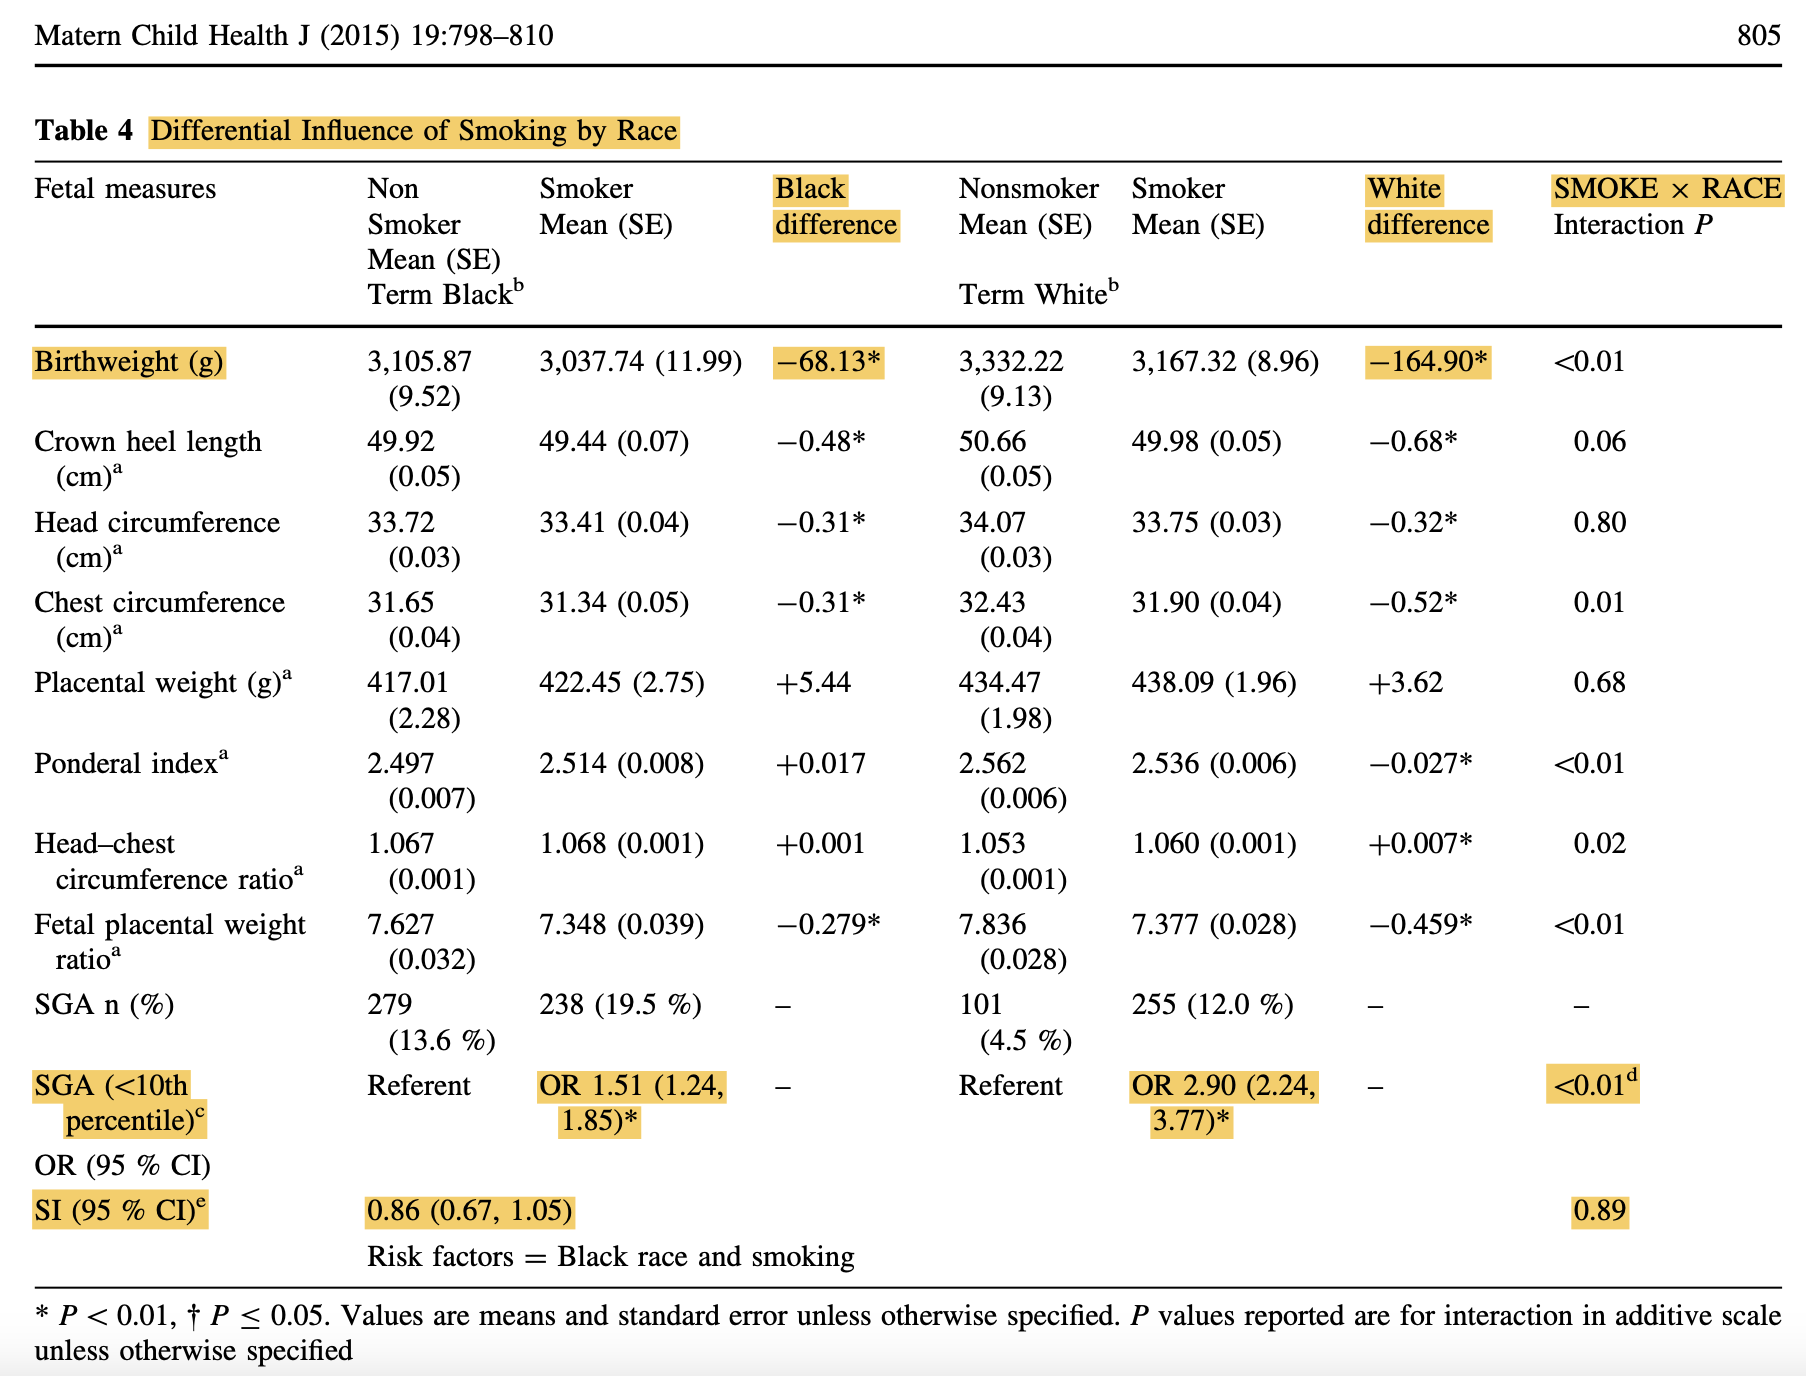 Matern Child Health J (2015) 19:798–810 805
Table 4 Differential Influence of Smoking by Race
Fetal measures Non Smoker Black Nonsmoker Smoker White SMOKE × RACE
Smoker Mean (SE) difference Mean (SE) Mean (SE) difference Interaction P
Mean (SE)
Term Blackᵇ Term Whiteᵇ
Birthweight (g) 3,105.87 3,037.74 (11.99) −68.13* 3,332.22 3,167.32 (8.96) −164.90* <0.01
(9.52) (9.13)
Crown heel length 49.92 49.44 (0.07) −0.48* 50.66 49.98 (0.05) −0.68* 0.06
(cm)ᵃ (0.05) (0.05)
Head circumference 33.72 33.41 (0.04) −0.31* 34.07 33.75 (0.03) −0.32* 0.80
(cm)ᵃ (0.03) (0.03)
Chest circumference 31.65 31.34 (0.05) −0.31* 32.43 31.90 (0.04) −0.52* 0.01
(cm)ᵃ (0.04) (0.04)
Placental weight (g)ᵃ 417.01 422.45 (2.75) +5.44 434.47 438.09 (1.96) +3.62 0.68
(2.28) (1.98)
Ponderal indexᵃ 2.497 2.514 (0.008) +0.017 2.562 2.536 (0.006) −0.027* <0.01
(0.007) (0.006)
Head–chest 1.067 1.068 (0.001) +0.001 1.053 1.060 (0.001) +0.007* 0.02
circumference ratioᵃ (0.001) (0.001)
Fetal placental weight 7.627 7.348 (0.039) −0.279* 7.836 7.377 (0.028) −0.459* <0.01
ratioᵃ (0.032) (0.028)
SGA n (%) 279 238 (19.5 %) – 101 255 (12.0 %) – –
(13.6 %) (4.5 %)
SGA (<10th Referent OR 1.51 (1.24, – Referent OR 2.90 (2.24, – <0.01ᵈ
percentile)ᶜ 1.85)* 3.77)*
OR (95 % CI)
SI (95 % CI)ᵉ 0.86 (0.67, 1.05) 0.89
Risk factors = Black race and smoking
* P < 0.01, † P ≤ 0.05. Values are means and standard error unless otherwise specified. P values reported are for interaction in additive scale
unless otherwise specified